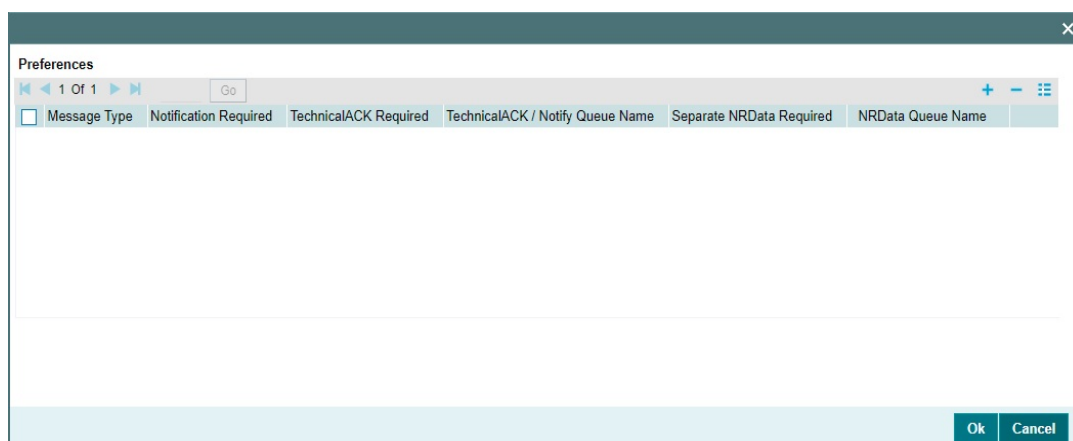 Preferences
1 Of 1 Go
Message Type Notification Required TechnicalACK Required TechnicalACK / Notify Queue Name Separate NRData Required NRData Queue Name
Ok Cancel